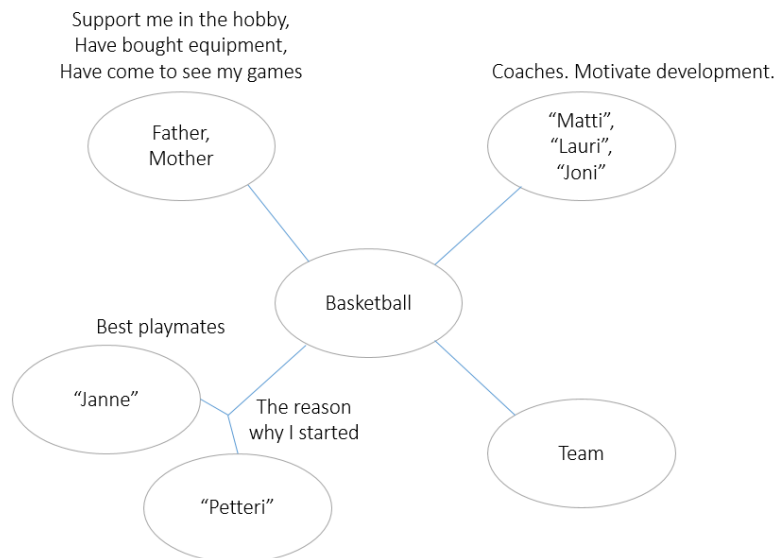 Support me in the hobby,
Have bought equipment,
Have come to see my games
Father,
Mother
Coaches. Motivate development.
“Matti”,
“Lauri”,
“Joni”
Basketball
Best playmates
“Janne”
The reason
why I started
“Petteri”
Team